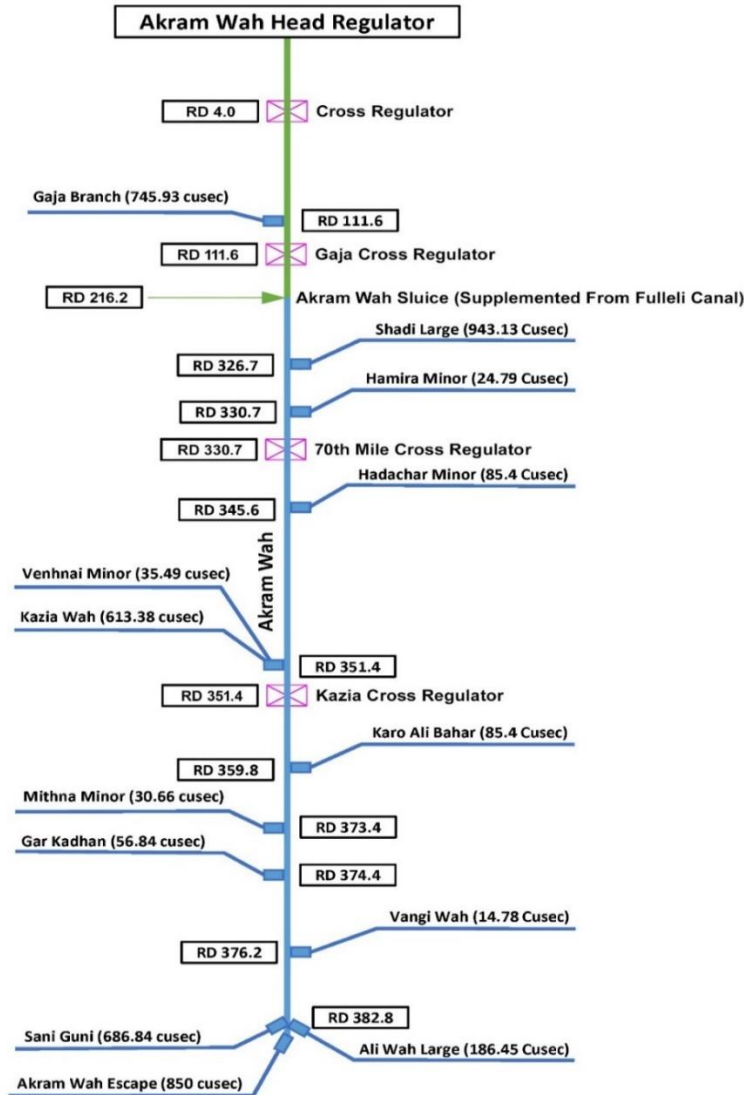 Akram Wah Head Regulator
RD 4.0
Cross Regulator
Gaja Branch (745.93 cusec)
RD 111.6
RD 111.6
Gaja Cross Regulator
RD 216.2
Akram Wah Sluice (Supplemented From Fulleli Canal)
Shadi Large (943.13 Cusec)
RD 326.7
Hamira Minor (24.79 Cusec)
RD 330.7
RD 330.7
70th Mile Cross Regulator
Hadachar Minor (85.4 Cusec)
RD 345.6
Akram Wah
Venhnai Minor (35.49 cusec)
Kazia Wah (613.38 cusec)
RD 351.4
RD 351.4
Kazia Cross Regulator
Karo Ali Bahar (85.4 Cusec)
RD 359.8
Mithna Minor (30.66 cusec)
RD 373.4
Gar Kadhan (56.84 cusec)
RD 374.4
Vangi Wah (14.78 Cusec)
RD 376.2
RD 382.8
Sani Guni (686.84 cusec)
Ali Wah Large (186.45 Cusec)
Akram Wah Escape (850 cusec)